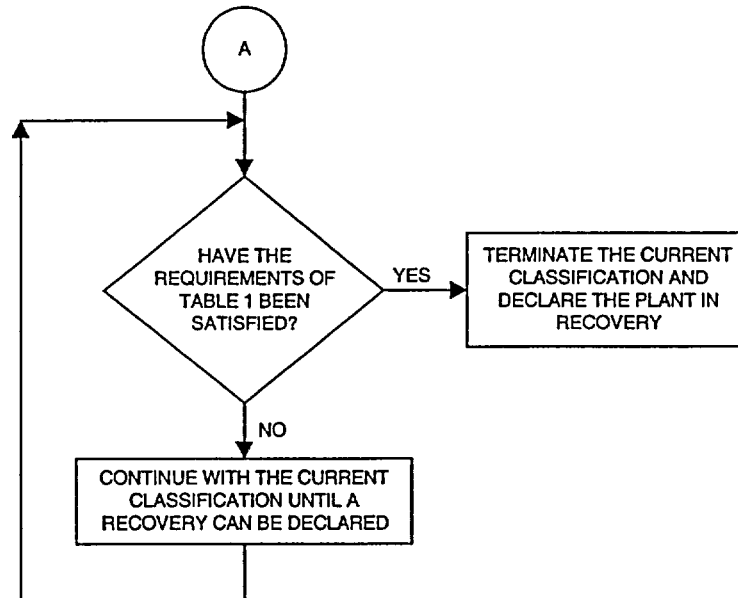 A
HAVE THE
REQUIREMENTS OF
TABLE 1 BEEN
SATISFIED?
YES
TERMINATE THE CURRENT
CLASSIFICATION AND
DECLARE THE PLANT IN
RECOVERY
NO
CONTINUE WITH THE CURRENT
CLASSIFICATION UNTIL A
RECOVERY CAN BE DECLARED